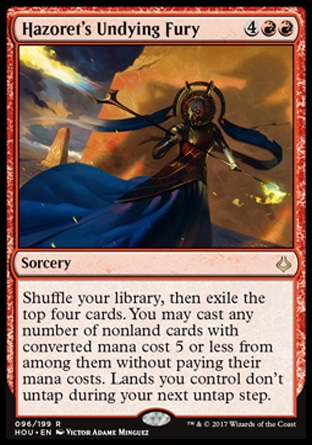 Hazoret's Undying Fury 4
Sorcery
Shuffle your library, then exile the
top four cards. You may cast any
number of nonland cards with
converted mana cost 5 or less from
among them without paying their
mana costs. Lands you control don't
untap during your next untap step.
096/199 R
HOU • EN Victor Adame Minguez
™ & © 2017 Wizards of the Coast